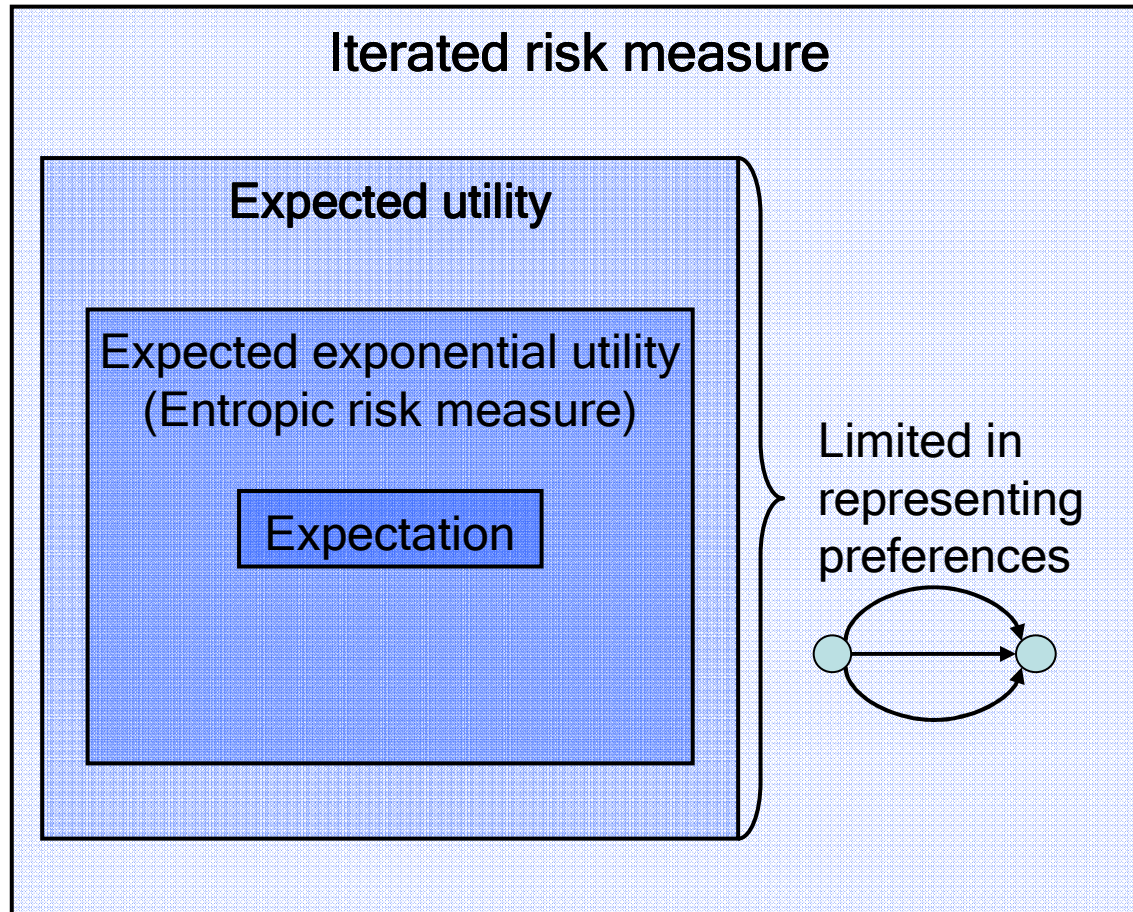 Iterated risk measure
Expected utility
Expected exponential utility
(Entropic risk measure)
Expectation
Limited in
representing
preferences